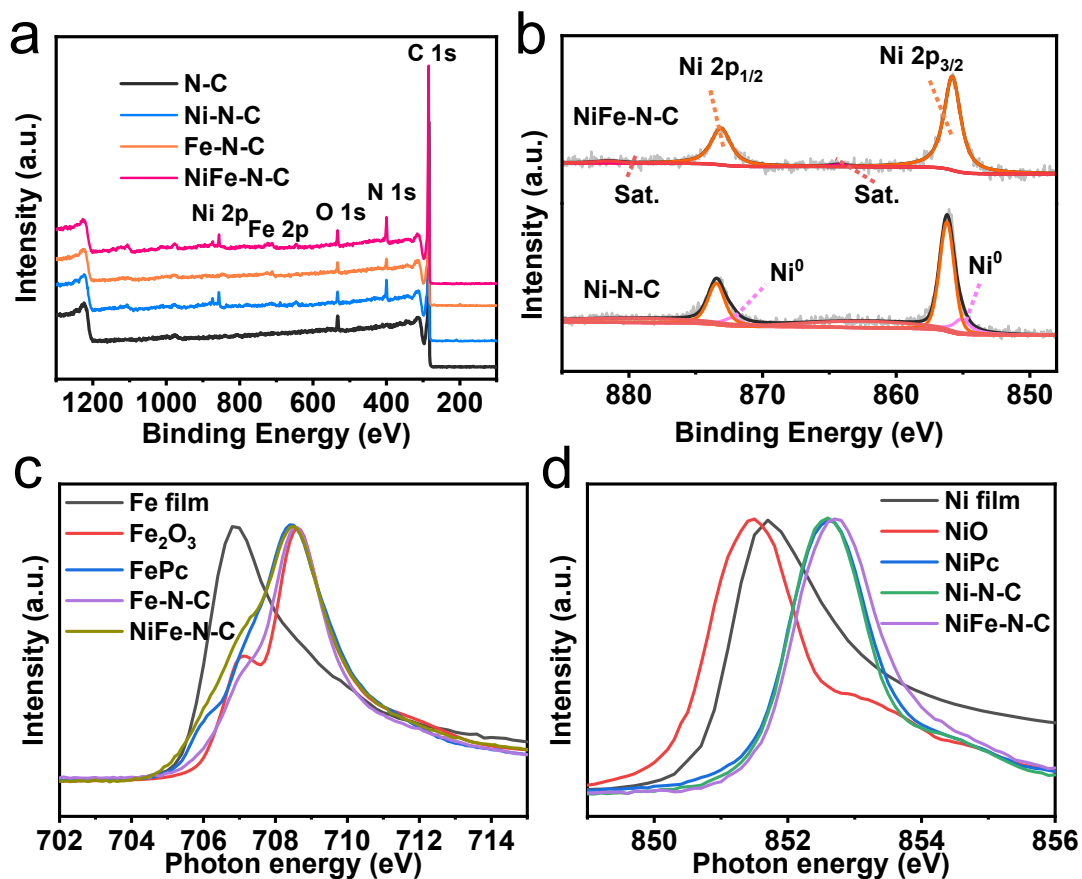 a
C 1s
N-C
Ni-N-C
Fe-N-C
NiFe-N-C
Ni 2p
Fe 2p
O 1s
N 1s
Intensity (a.u.)
1200 1000 800 600 400 200
Binding Energy (eV)
b
Ni 2p1/2
Ni 2p3/2
NiFe-N-C
Sat.
Sat.
Ni-N-C
Ni⁰
Ni⁰
Intensity (a.u.)
880 870 860 850
Binding Energy (eV)
c
Fe film
Fe₂O₃
FePc
Fe-N-C
NiFe-N-C
Intensity (a.u.)
702 704 706 708 710 712 714
Photon energy (eV)
d
Ni film
NiO
NiPc
Ni-N-C
NiFe-N-C
Intensity (a.u.)
850 852 854 856
Photon energy (eV)